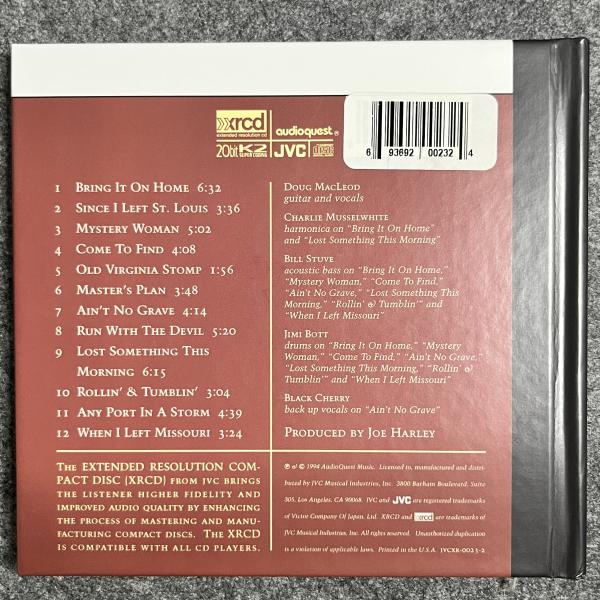 xrcd
extended resolution cd
audioquest®
20bit K2
SUPER CODING
JVC
6 93692 00232 4
1 BRING IT ON HOME 6:32
2 SINCE I LEFT ST. LOUIS 3:36
3 MYSTERY WOMAN 5:02
4 COME TO FIND 4:08
5 OLD VIRGINIA STOMP 1:56
6 MASTER'S PLAN 3:48
7 AIN'T NO GRAVE 4:14
8 RUN WITH THE DEVIL 5:20
9 LOST SOMETHING THIS
MORNING 6:15
10 ROLLIN' & TUMBLIN' 3:04
11 ANY PORT IN A STORM 4:39
12 WHEN I LEFT MISSOURI 3:24
THE EXTENDED RESOLUTION COM-
PACT DISC (XRCD) FROM JVC BRINGS
THE LISTENER HIGHER FIDELITY AND
IMPROVED AUDIO QUALITY BY ENHANCING
THE PROCESS OF MASTERING AND MANU-
FACTURING COMPACT DISCS. THE XRCD
IS COMPATIBLE WITH ALL CD PLAYERS.
DOUG MACLEOD
guitar and vocals
CHARLIE MUSSELWHITE
harmonica on "Bring It On Home"
and "Lost Something This Morning"
BILL STUVE
acoustic bass on "Bring It On Home,"
"Mystery Woman," "Come To Find,"
"Ain't No Grave," "Lost Something This
Morning," "Rollin' & Tumblin'" and
"When I Left Missouri"
JIMI BOTT
drums on "Bring It On Home," "Mystery
Woman," "Come To Find," "Ain't No Grave,"
"Lost Something This Morning," "Rollin' &
Tumblin'" and "When I Left Missouri"
BLACK CHERRY
back up vocals on "Ain't No Grave"
PRODUCED BY JOE HARLEY
℗ & © 1994 AudioQuest Music. Licensed to, manufactured and distri-
buted by JVC Musical Industries, Inc. 3800 Barham Boulevard, Suite
305, Los Angeles, CA 90068. JVC and JVC are registered trademarks
of Victor Company Of Japan, Ltd. XRCD and xrcd are trademarks of
JVC Musical Industries, Inc. All rights reserved. Unauthorized duplication
is a violation of applicable laws. Printed in the U.S.A. JVCXR-0023-2